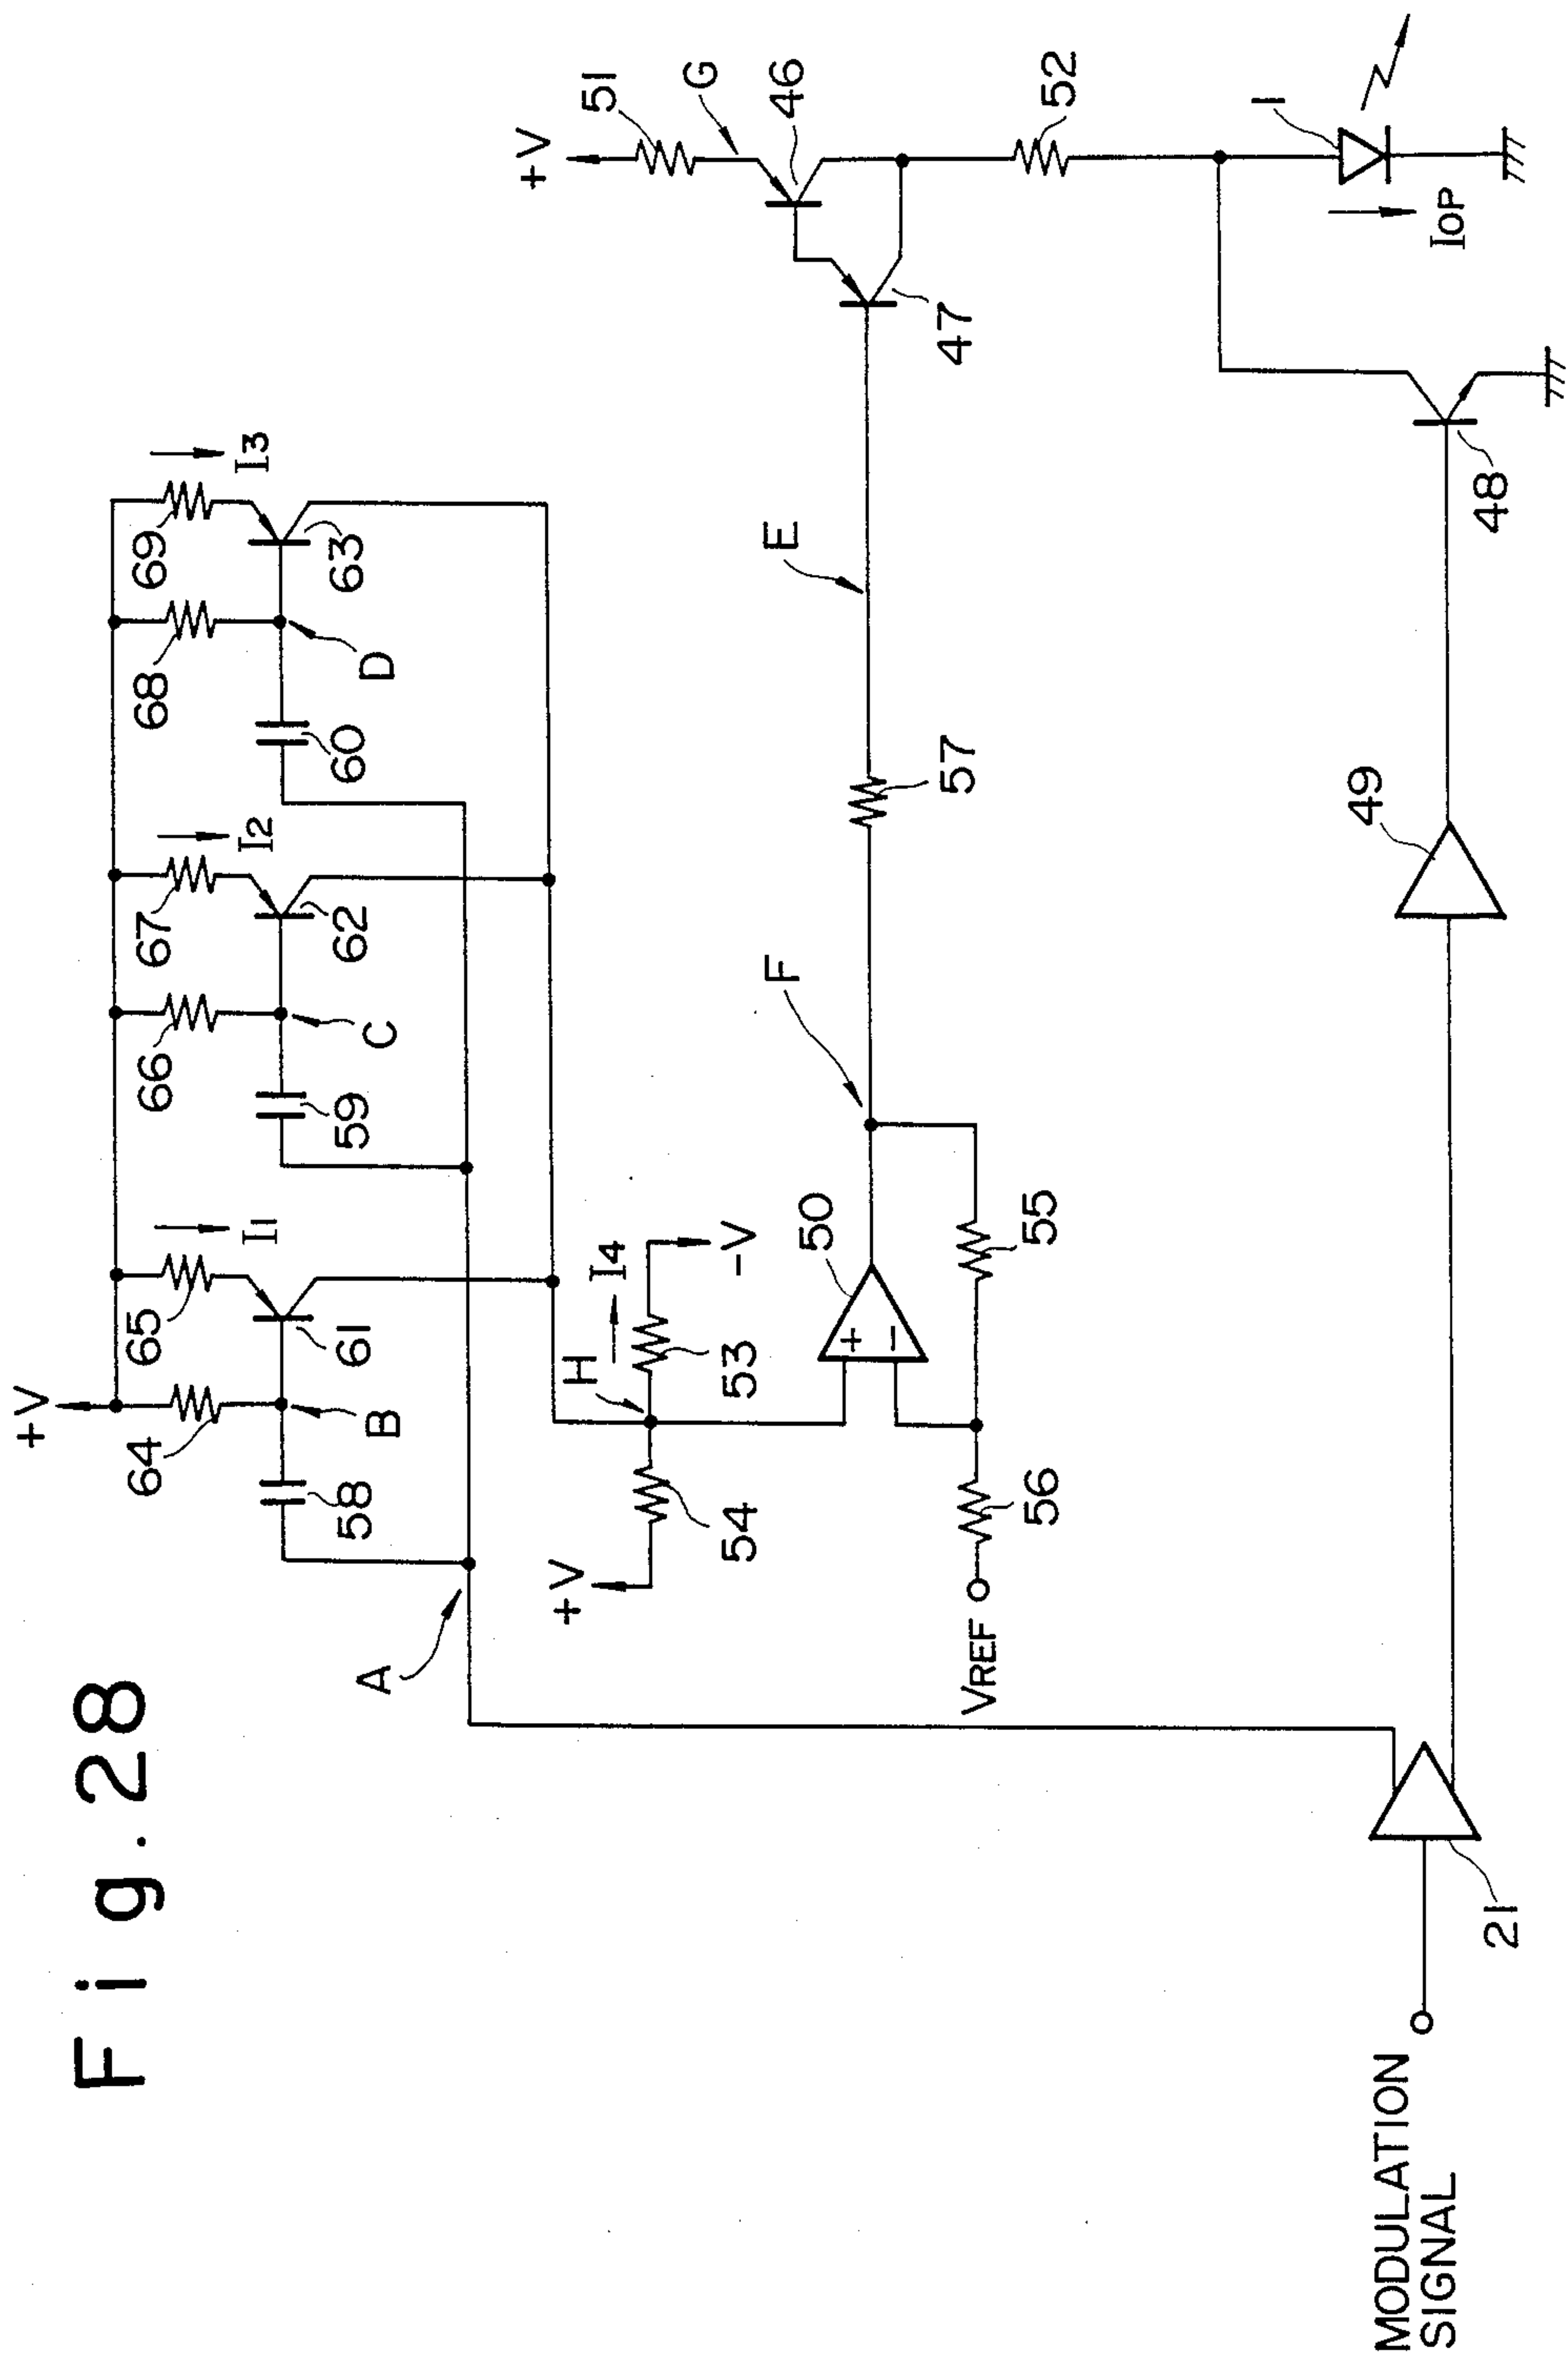 Fig. 28
+V
64
65
I1
66
67
I2
68
69
I3
58
B
61
59
C
62
60
D
63
A
+V
54
H
I4
53
-V
50
+
-
VREF
56
55
F
57
E
47
+V
51
G
46
52
1
IOP
48
49
21
MODULATION
SIGNAL